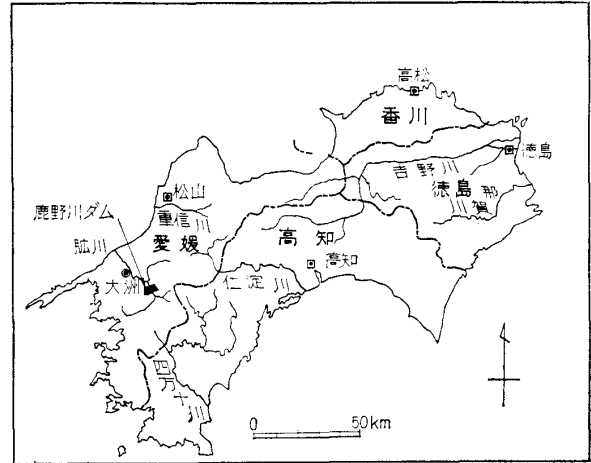 高松
番川
徳島
吉野川
徳島
那賀川
松山
重信川
鹿野川ダム
愛媛
高知
肱川
高知
大洲
仁淀川
四万十川
0 50km